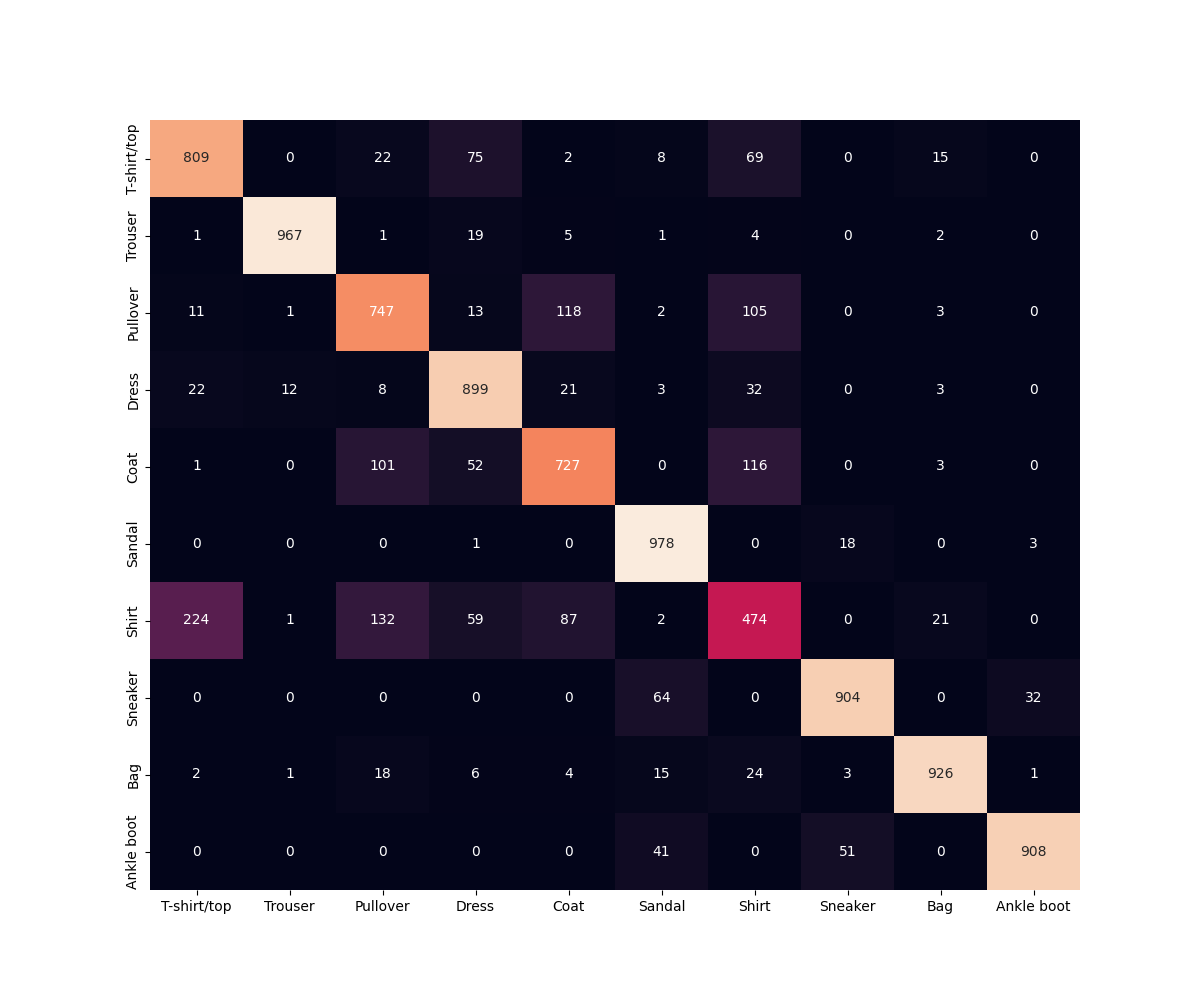 T-shirt/top 809 0 22 75 2 8 69 0 15 0
Trouser 1 967 1 19 5 1 4 0 2 0
Pullover 11 1 747 13 118 2 105 0 3 0
Dress 22 12 8 899 21 3 32 0 3 0
Coat 1 0 101 52 727 0 116 0 3 0
Sandal 0 0 0 1 0 978 0 18 0 3
Shirt 224 1 132 59 87 2 474 0 21 0
Sneaker 0 0 0 0 0 64 0 904 0 32
Bag 2 1 18 6 4 15 24 3 926 1
Ankle boot 0 0 0 0 0 41 0 51 0 908
T-shirt/top Trouser Pullover Dress Coat Sandal Shirt Sneaker Bag Ankle boot